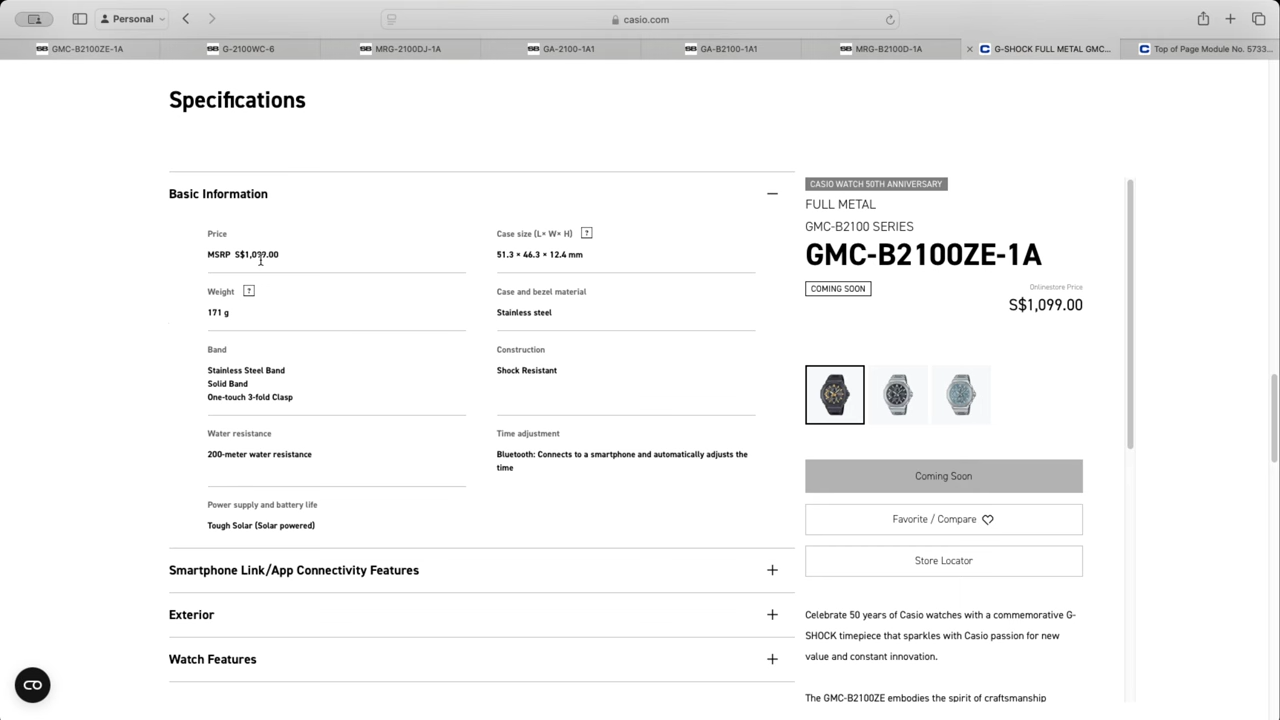 Personal
casio.com
SB GMC-B2100ZE-1A
SB G-2100WC-6
SB MRG-2100DJ-1A
SB GA-2100-1A1
SB GA-B2100-1A1
SB MRG-B2100D-1A
C G-SHOCK FULL METAL GMC...
C Top of Page Module No. 5733...
Specifications
Basic Information
Price
MSRP S$1,099.00
Case size (L× W× H) ?
51.3 × 46.3 × 12.4 mm
Weight ?
171 g
Case and bezel material
Stainless steel
Band
Stainless Steel Band
Solid Band
One-touch 3-fold Clasp
Construction
Shock Resistant
Water resistance
200-meter water resistance
Time adjustment
Bluetooth: Connects to a smartphone and automatically adjusts the
time
Power supply and battery life
Tough Solar (Solar powered)
Smartphone Link/App Connectivity Features
Exterior
Watch Features
CASIO WATCH 50TH ANNIVERSARY
FULL METAL
GMC-B2100 SERIES
GMC-B2100ZE-1A
COMING SOON
Onlinestore Price
S$1,099.00
Coming Soon
Favorite / Compare
Store Locator
Celebrate 50 years of Casio watches with a commemorative G-
SHOCK timepiece that sparkles with Casio passion for new
value and constant innovation.
The GMC-B2100ZE embodies the spirit of craftsmanship